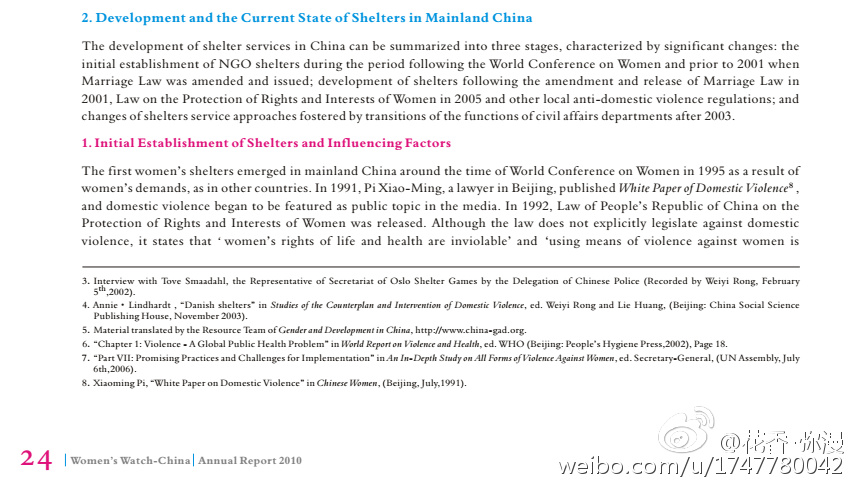 2. Development and the Current State of Shelters in Mainland China
The development of shelter services in China can be summarized into three stages, characterized by significant changes: the
initial establishment of NGO shelters during the period following the World Conference on Women and prior to 2001 when
Marriage Law was amended and issued; development of shelters following the amendment and release of Marriage Law in
2001, Law on the Protection of Rights and Interests of Women in 2005 and other local anti-domestic violence regulations; and
changes of shelters service approaches fostered by transitions of the functions of civil affairs departments after 2003.
1. Initial Establishment of Shelters and Influencing Factors
The first women's shelters emerged in mainland China around the time of World Conference on Women in 1995 as a result of
women's demands, as in other countries. In 1991, Pi Xiao-Ming, a lawyer in Beijing, published White Paper of Domestic Violence⁸ ,
and domestic violence began to be featured as public topic in the media. In 1992, Law of People's Republic of China on the
Protection of Rights and Interests of Women was released. Although the law does not explicitly legislate against domestic
violence, it states that ‘ women's rights of life and health are inviolable’ and ‘using means of violence against women is
3. Interview with Tove Smaadahl, the Representative of Secretariat of Oslo Shelter Games by the Delegation of Chinese Police (Recorded by Weiyi Rong, February
5th,2002).
4. Annie • Lindhardt , “Danish shelters” in Studies of the Counterplan and Intervention of Domestic Violence, ed. Weiyi Rong and Lie Huang, (Beijing: China Social Science
Publishing House, November 2003).
5. Material translated by the Resource Team of Gender and Development in China, http://www.china-gad.org.
6. “Chapter 1: Violence - A Global Public Health Problem” in World Report on Violence and Health, ed. WHO (Beijing: People's Hygiene Press,2002), Page 18.
7. “Part VII: Promising Practices and Challenges for Implementation” in An In-Depth Study on All Forms of Violence Against Women, ed. Secretary-General, (UN Assembly, July
6th,2006).
8. Xiaoming Pi, “White Paper on Domestic Violence” in Chinese Women, (Beijing, July,1991).
24 | Women's Watch-China | Annual Report 2010
@花香·弥漫
weibo.com/u/1747780042